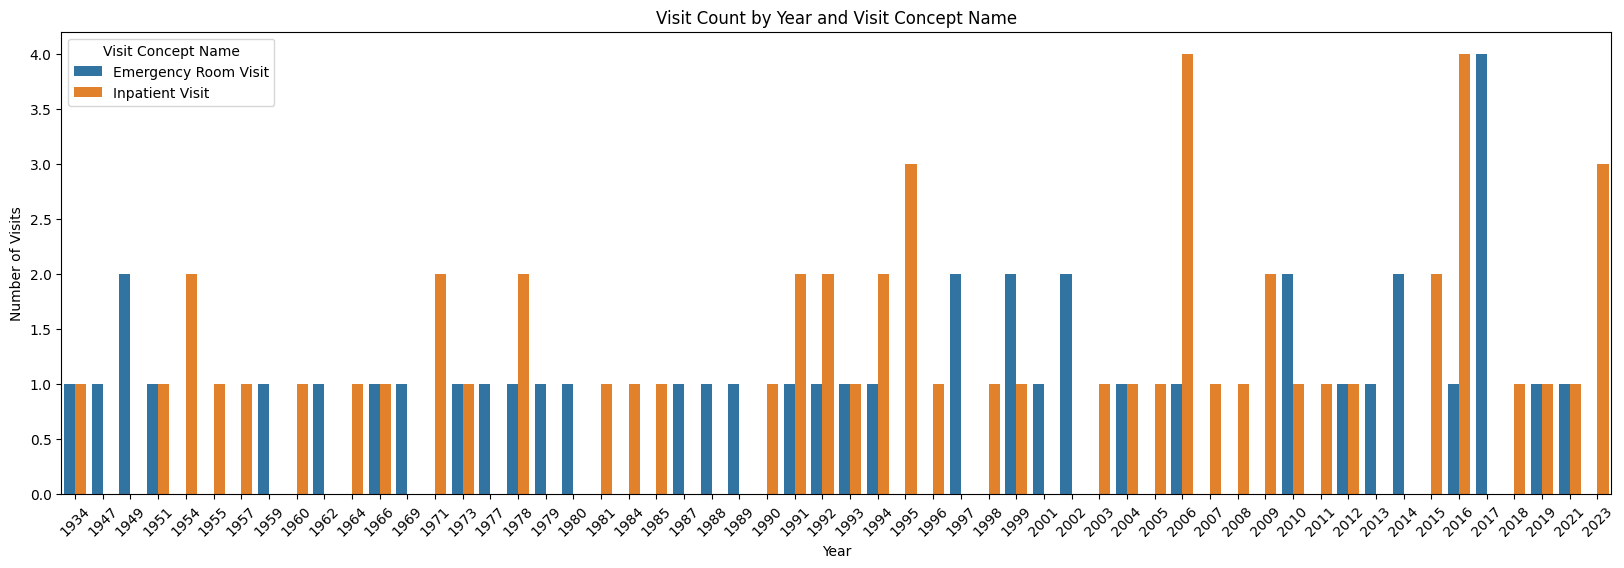 Visit Count by Year and Visit Concept Name
Visit Concept Name
Emergency Room Visit
Inpatient Visit
4.0
3.5
3.0
2.5
2.0
1.5
1.0
0.5
0.0
Number of Visits
1934 1947 1949 1951 1954 1955 1957 1959 1960 1962 1964 1966 1969 1971 1973 1977 1978 1979 1980 1981 1984 1985 1987 1988 1989 1990 1991 1992 1993 1994 1995 1996 1997 1998 1999 2001 2002 2003 2004 2005 2006 2007 2008 2009 2010 2011 2012 2013 2014 2015 2016 2017 2018 2019 2021 2023
Year